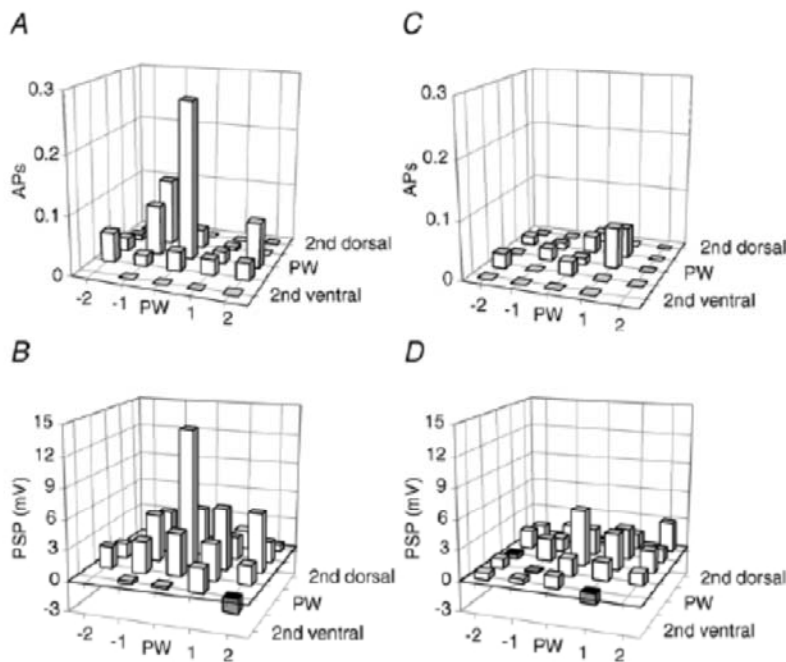 A
0.3
0.2
0.1
0
APs
-2
-1
PW
1
2
2nd dorsal
PW
2nd ventral
C
0.3
0.2
0.1
0
APs
-2
-1
PW
1
2
2nd dorsal
PW
2nd ventral
B
15
12
9
6
3
0
-3
PSP (mV)
-2
-1
PW
1
2
2nd dorsal
PW
2nd ventral
D
15
12
9
6
3
0
-3
PSP (mV)
-2
-1
PW
1
2
2nd dorsal
PW
2nd ventral